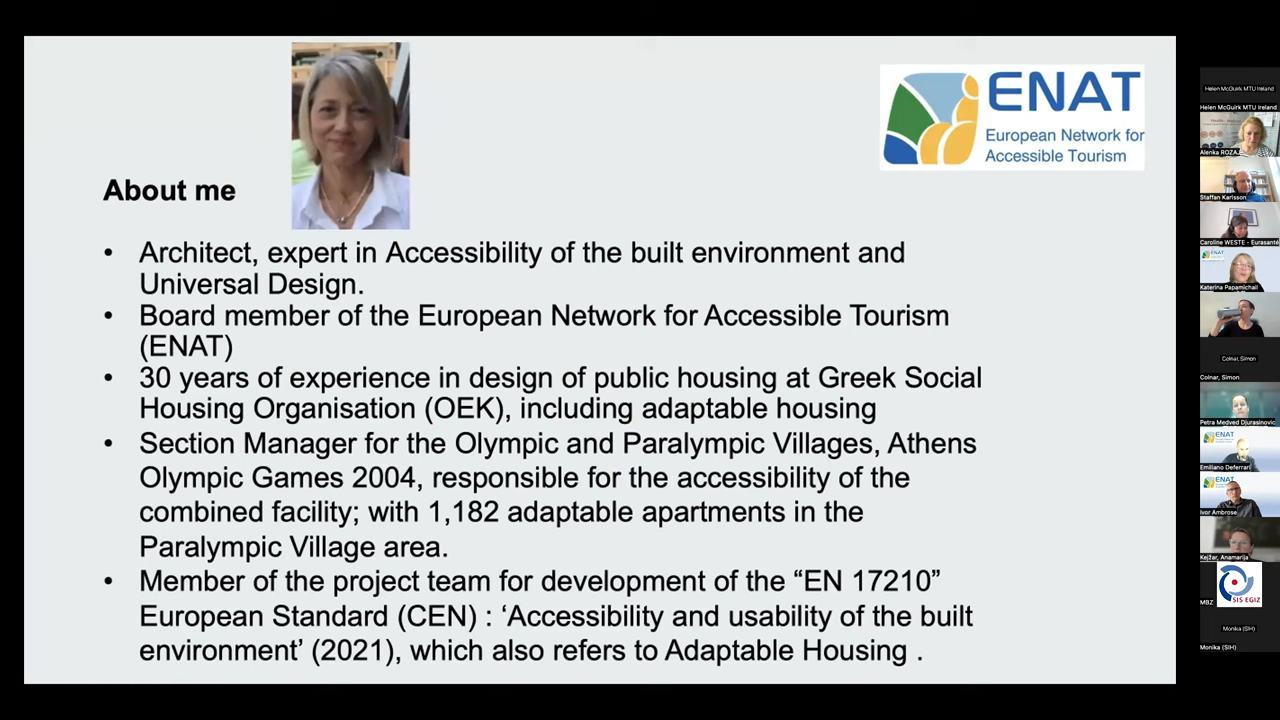 ENAT
European Network for
Accessible Tourism
About me
• Architect, expert in Accessibility of the built environment and
Universal Design.
• Board member of the European Network for Accessible Tourism
(ENAT)
• 30 years of experience in design of public housing at Greek Social
Housing Organisation (OEK), including adaptable housing
• Section Manager for the Olympic and Paralympic Villages, Athens
Olympic Games 2004, responsible for the accessibility of the
combined facility; with 1,182 adaptable apartments in the
Paralympic Village area.
• Member of the project team for development of the “EN 17210”
European Standard (CEN) : ‘Accessibility and usability of the built
environment’ (2021), which also refers to Adaptable Housing .
Helen McGuirk MTU Ireland
Helen McGuirk MTU Ireland
Alenka ROZAJ
Staffan Karlsson
Caroline WESTE - Eurasanté
Katerina Papamichail
Colnar, Simon
Colnar, Simon
Petra Medved Djurasinovic
ENAT
Emiliano Deferrari
ENAT
Ivor Ambrose
Kejžar, Anamarija
SIS EGIZ
MBZ
Monika (SIH)
Monika (SIH)